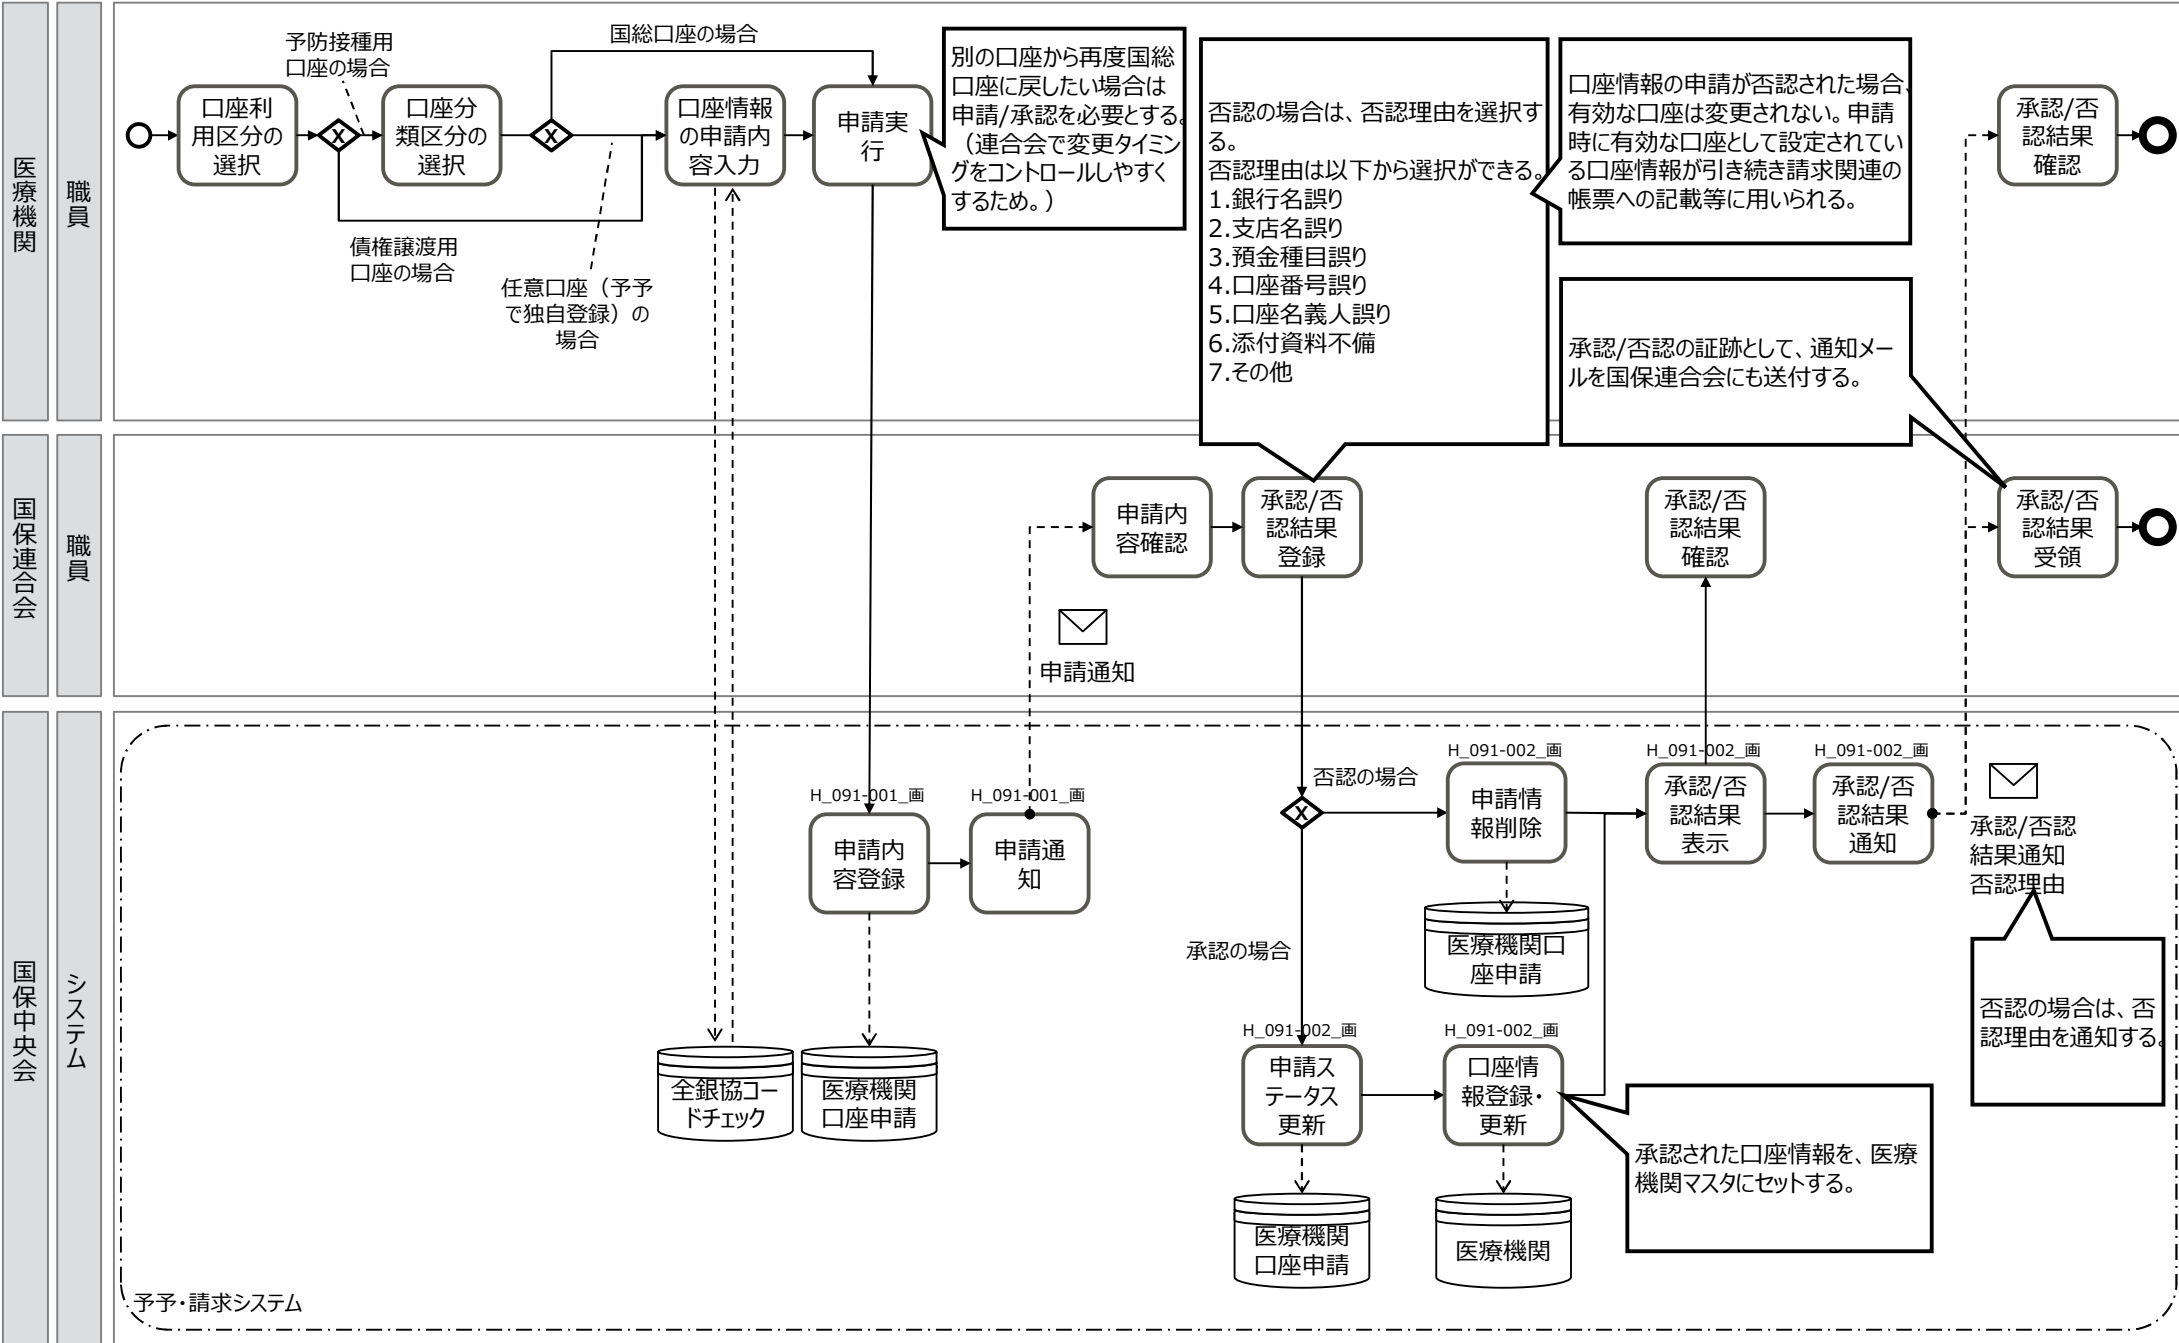 医療機関
職員
予防接種用
口座の場合
国総口座の場合
口座利
用区分の
選択
X
口座分
類区分の
選択
X
口座情報
の申請内
容入力
申請実
行
債権譲渡用
口座の場合
任意口座（予予
で独自登録）の
場合
別の口座から再度国総
口座に戻したい場合は
申請/承認を必要とする。
（連合会で変更タイミン
グをコントロールしやすく
するため。）
否認の場合は、否認理由を選択す
る。
否認理由は以下から選択ができる。
1.銀行名誤り
2.支店名誤り
3.預金種目誤り
4.口座番号誤り
5.口座名義人誤り
6.添付資料不備
7.その他
口座情報の申請が否認された場合、
有効な口座は変更されない。申請
時に有効な口座として設定されてい
る口座情報が引き続き請求関連の
帳票への記載等に用いられる。
承認/否認の証跡として、通知メー
ルを国保連合会にも送付する。
承認/否
認結果
確認
国保連合会
職員
申請通知
申請内
容確認
承認/否
認結果
登録
承認/否
認結果
確認
承認/否
認結果
受領
国保中央会
システム
H_091-001_画
申請内
容登録
H_091-001_画
申請通
知
全銀協コー
ドチェック
医療機関
口座申請
X
否認の場合
承認の場合
H_091-002_画
申請情
報削除
医療機関口
座申請
H_091-002_画
承認/否
認結果
表示
H_091-002_画
承認/否
認結果
通知
承認/否認
結果通知
否認理由
否認の場合は、否
認理由を通知する。
H_091-002_画
申請ス
テータス
更新
医療機関
口座申請
H_091-002_画
口座情
報登録・
更新
医療機関
承認された口座情報を、医療
機関マスタにセットする。
予予・請求システム